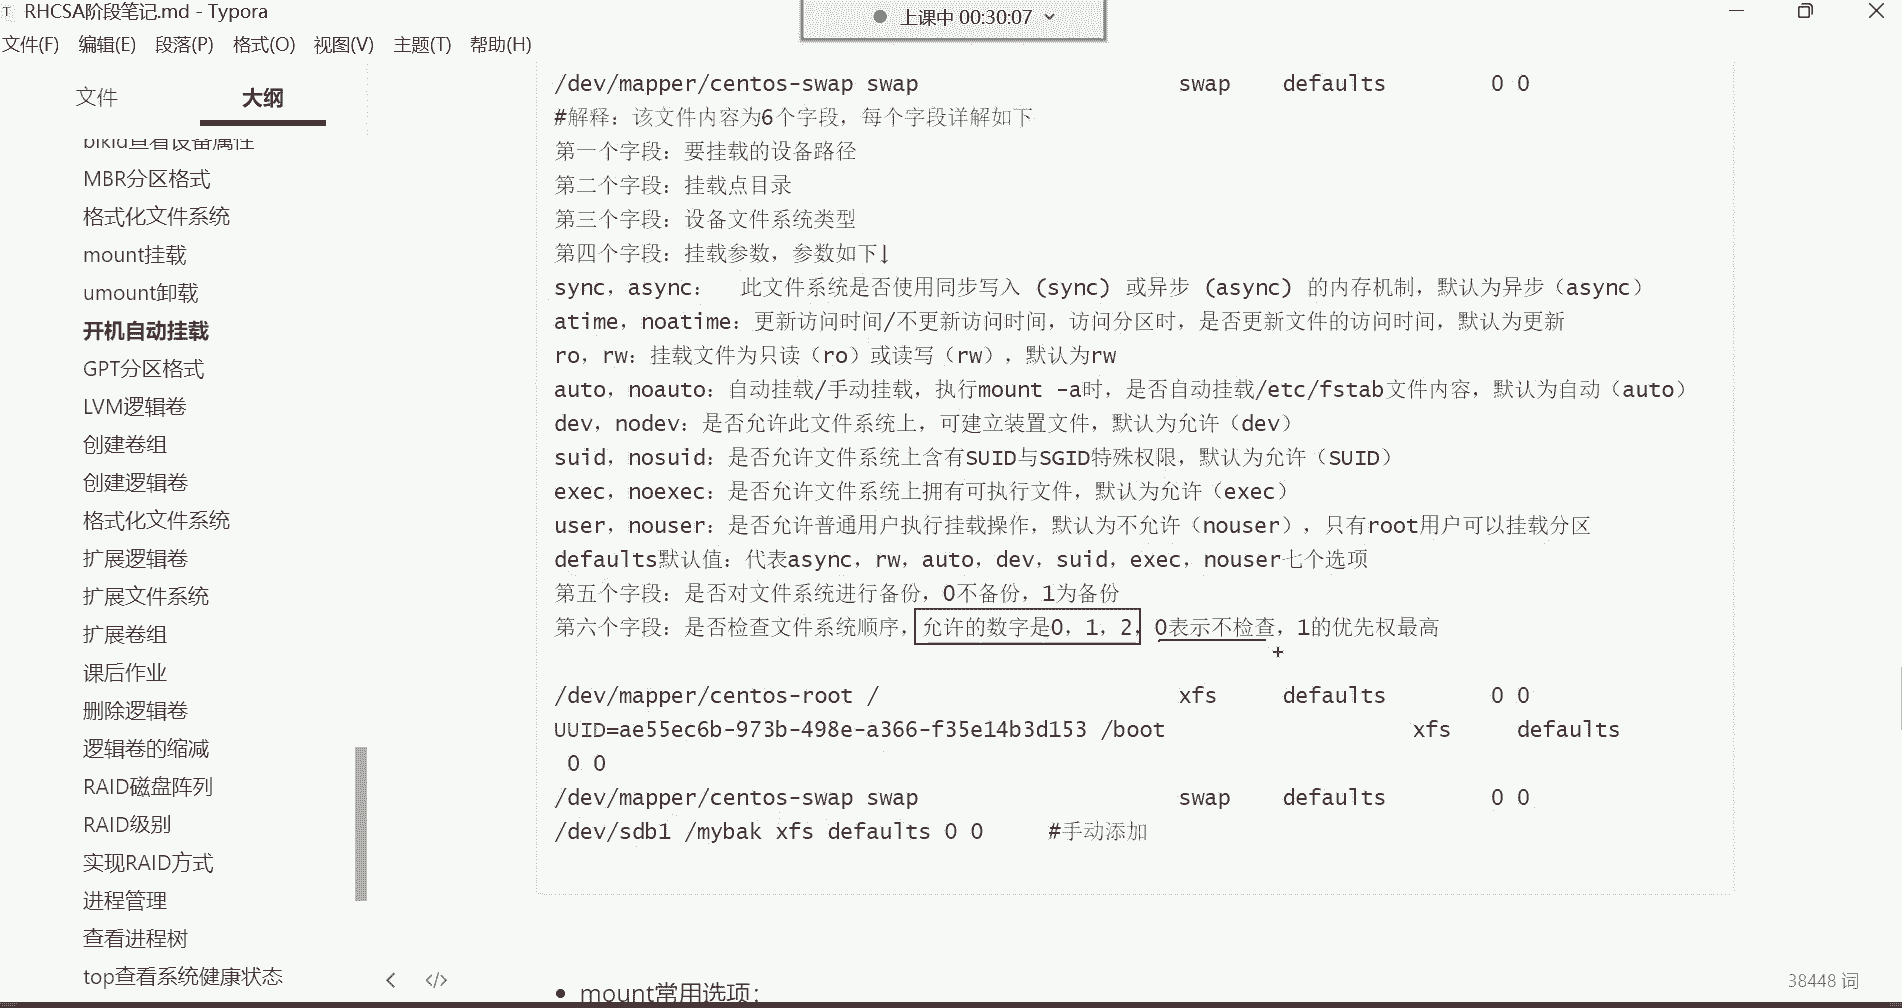 RHCSA阶段笔记.md - Typora
上课中 00:30:07
文件(F) 编辑(E) 段落(P) 格式(O) 视图(V) 主题(T) 帮助(H)
文件 大纲
blkid查看设备属性
MBR分区格式
格式化文件系统
mount挂载
umount卸载
开机自动挂载
GPT分区格式
LVM逻辑卷
创建卷组
创建逻辑卷
格式化文件系统
扩展逻辑卷
扩展文件系统
扩展卷组
课后作业
删除逻辑卷
逻辑卷的缩减
RAID磁盘阵列
RAID级别
实现RAID方式
进程管理
查看进程树
top查看系统健康状态
/dev/mapper/centos-swap swap swap defaults 0 0
#解释：该文件内容为6个字段，每个字段详解如下
第一个字段：要挂载的设备路径
第二个字段：挂载点目录
第三个字段：设备文件系统类型
第四个字段：挂载参数，参数如下↓
sync，async： 此文件系统是否使用同步写入 (sync) 或异步 (async) 的内存机制，默认为异步（async）
atime，noatime：更新访问时间/不更新访问时间，访问分区时，是否更新文件的访问时间，默认为更新
ro，rw：挂载文件为只读（ro）或读写（rw），默认为rw
auto，noauto：自动挂载/手动挂载，执行mount -a时，是否自动挂载/etc/fstab文件内容，默认为自动（auto）
dev，nodev：是否允许此文件系统上，可建立装置文件，默认为允许（dev）
suid，nosuid：是否允许文件系统上含有SUID与SGID特殊权限，默认为允许（SUID）
exec，noexec：是否允许文件系统上拥有可执行文件，默认为允许（exec）
user，nouser：是否允许普通用户执行挂载操作，默认为不允许（nouser），只有root用户可以挂载分区
defaults默认值：代表async，rw，auto，dev，suid，exec，nouser七个选项
第五个字段：是否对文件系统进行备份，0不备份，1为备份
第六个字段：是否检查文件系统顺序，允许的数字是0，1，2，0表示不检查，1的优先权最高
/dev/mapper/centos-root / xfs defaults 0 0
UUID=ae55ec6b-973b-498e-a366-f35e14b3d153 /boot xfs defaults
0 0
/dev/mapper/centos-swap swap swap defaults 0 0
/dev/sdb1 /mybak xfs defaults 0 0 #手动添加
mount常用选项：
38448 词